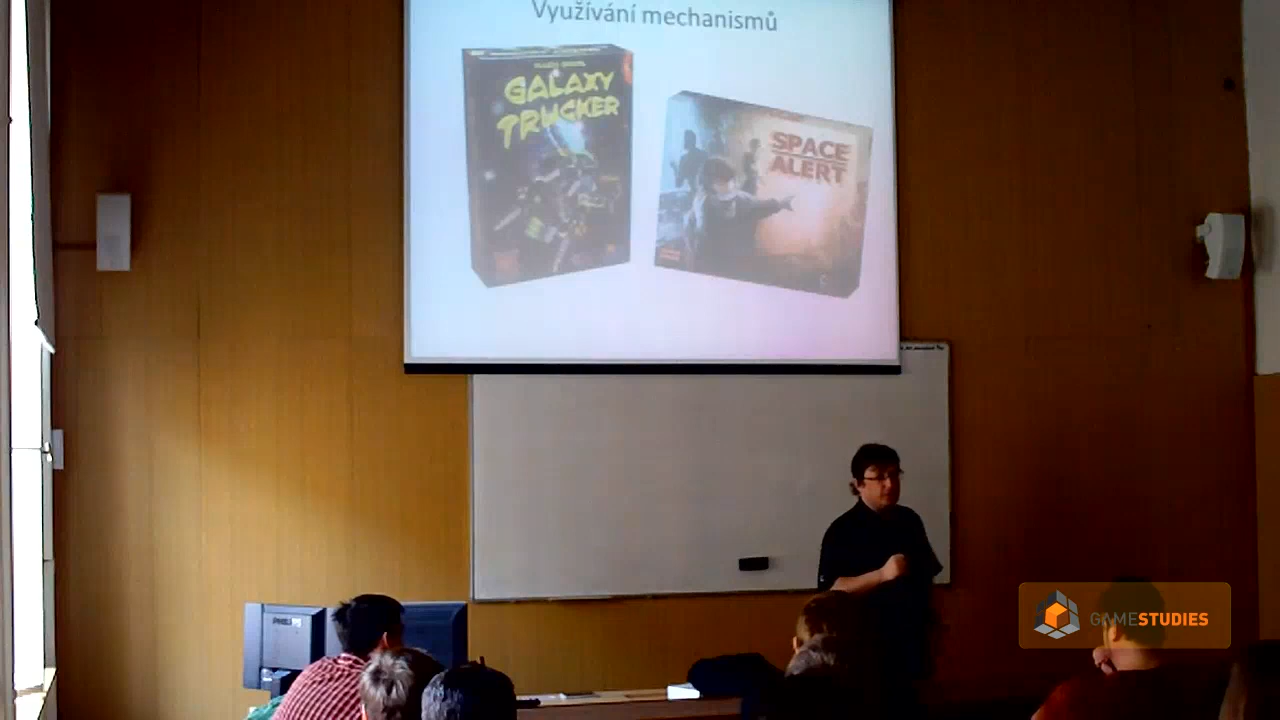 Využívání mechanismů
GALAXY
TRUCKER
SPACE
ALERT
GAMESTUDIES